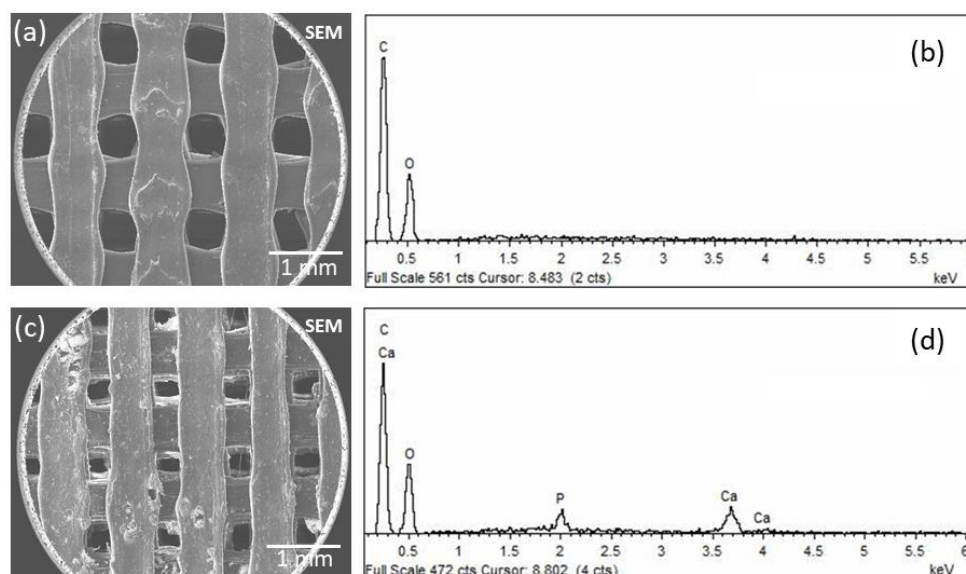 (a)
SEM
1 mm
(b)
C
O
0.5 1 1.5 2 2.5 3 3.5 4 4.5 5 5.5
Full Scale 561 cts Cursor: 8.483 (2 cts)
keV
(c)
SEM
1 mm
(d)
C
Ca
O
P
Ca
Ca
0.5 1 1.5 2 2.5 3 3.5 4 4.5 5 5.5 6
Full Scale 472 cts Cursor: 8.802 (4 cts)
keV